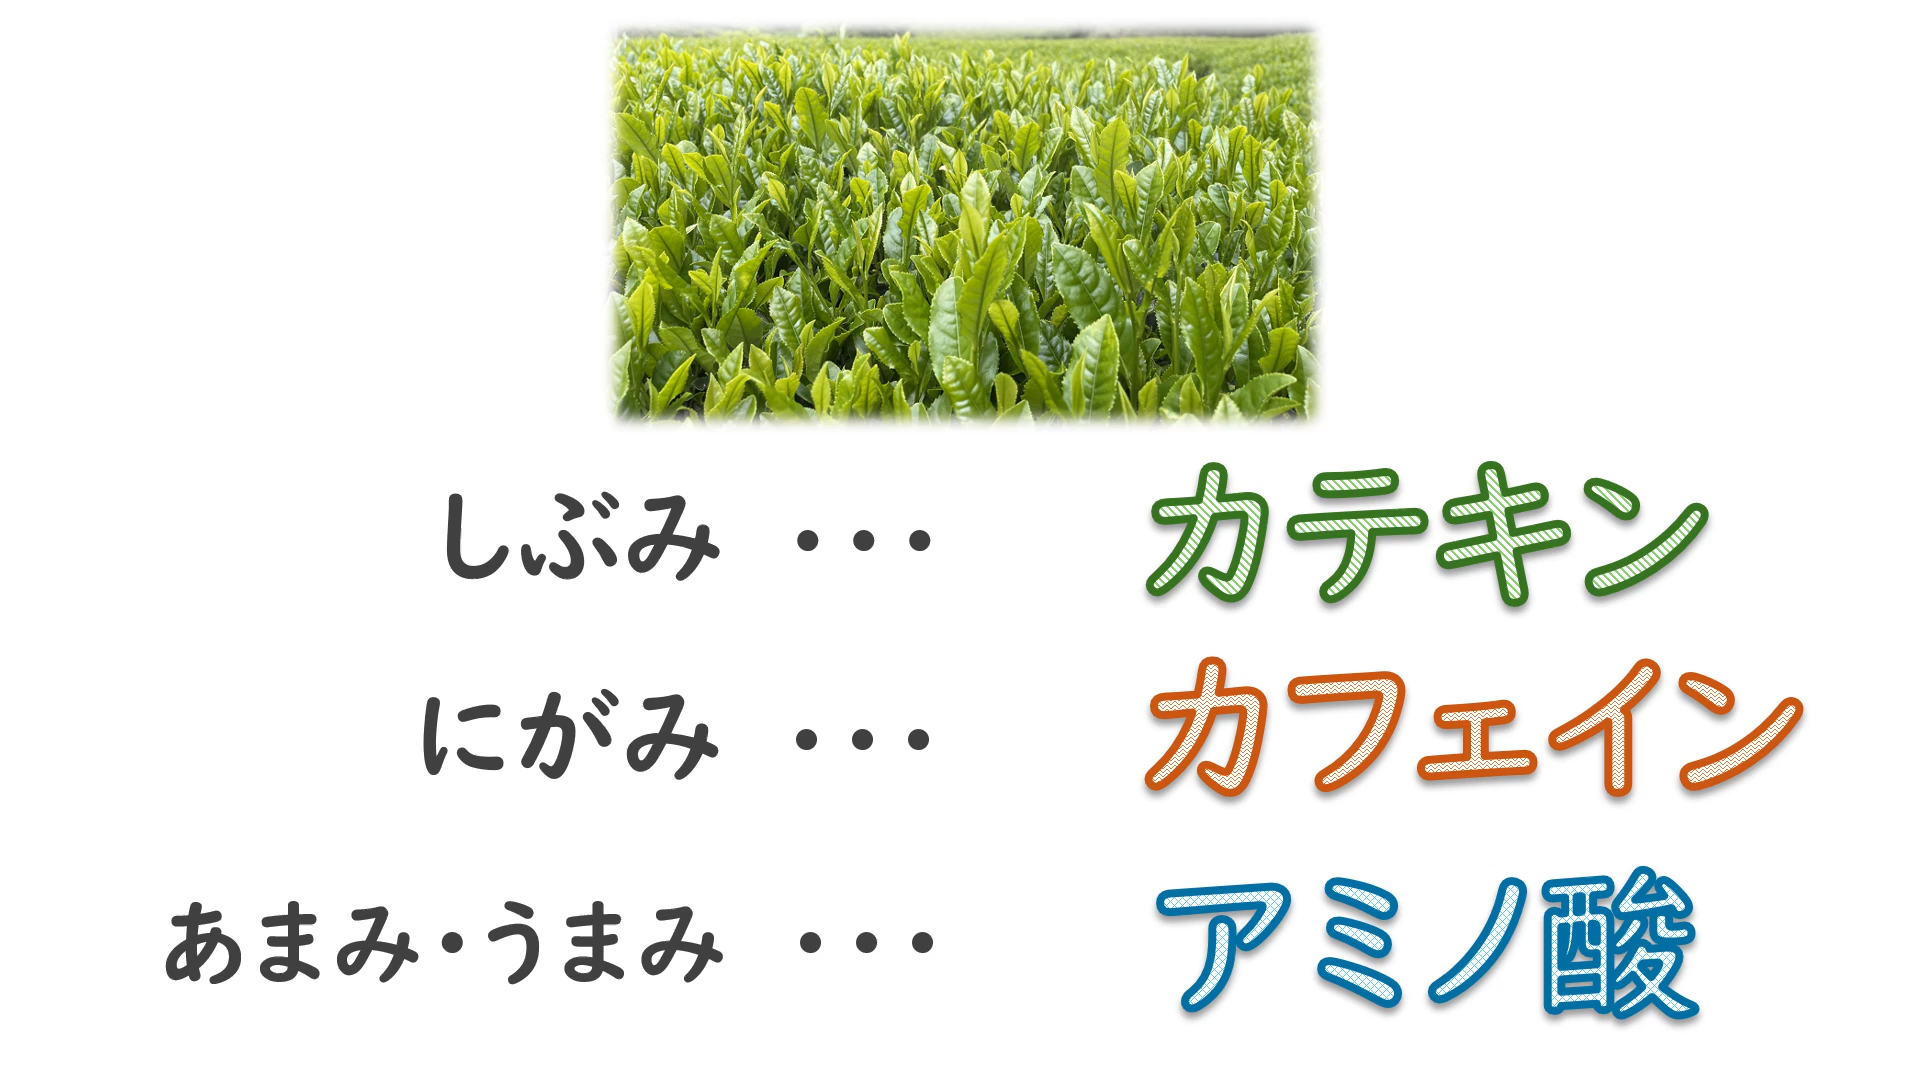 しぶみ ・・・ カテキン
にがみ ・・・ カフェイン
あまみ・うまみ ・・・ アミノ酸